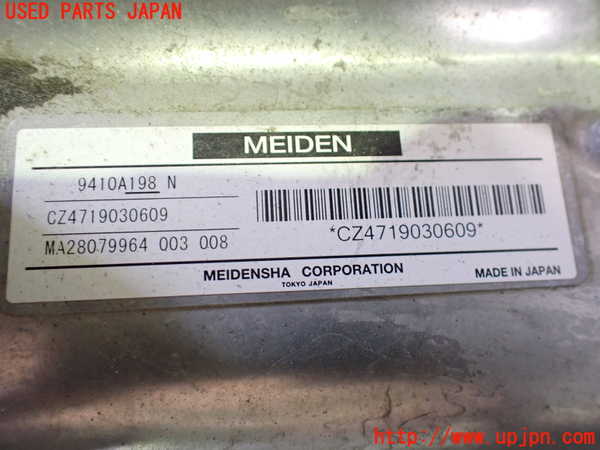 USED PARTS JAPAN
MEIDEN
9410A198 N
CZ4719030609
MA28079964 003 008
*CZ4719030609*
MEIDENSHA CORPORATION
TOKYO JAPAN
MADE IN JAPAN
http://www.upjpn.com/